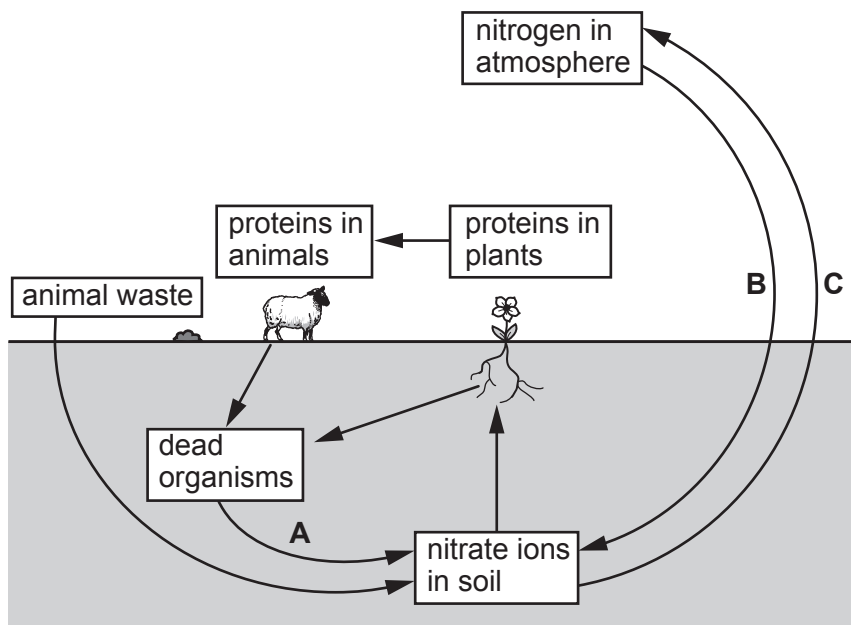 nitrogen in
atmosphere
proteins in
animals
proteins in
plants
animal waste
B
C
dead
organisms
A
nitrate ions
in soil